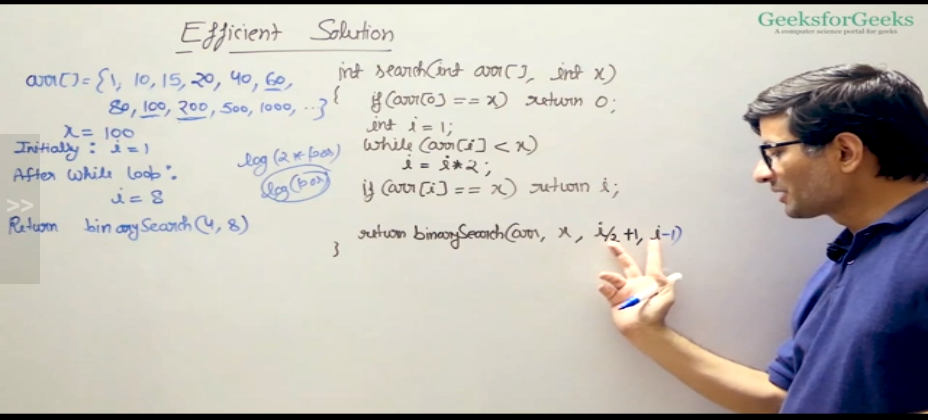 GeeksforGeeks
A computer science portal for geeks
Efficient Solution
arr[] = {1, 10, 15, 20, 40, 60,
80, 100, 200, 500, 1000, ...}
x = 100
Initially: i = 1
After While loop:
i = 8
Return binarySearch(4, 8)
log(2*pos)
log(pos)
int search(int arr[], int x)
{
if(arr[0] == x) return 0;
int i = 1;
while (arr[i] < x)
i = i*2;
if (arr[i] == x) return i;
return binarySearch(arr, x, i/2+1, i-1)
}
>>